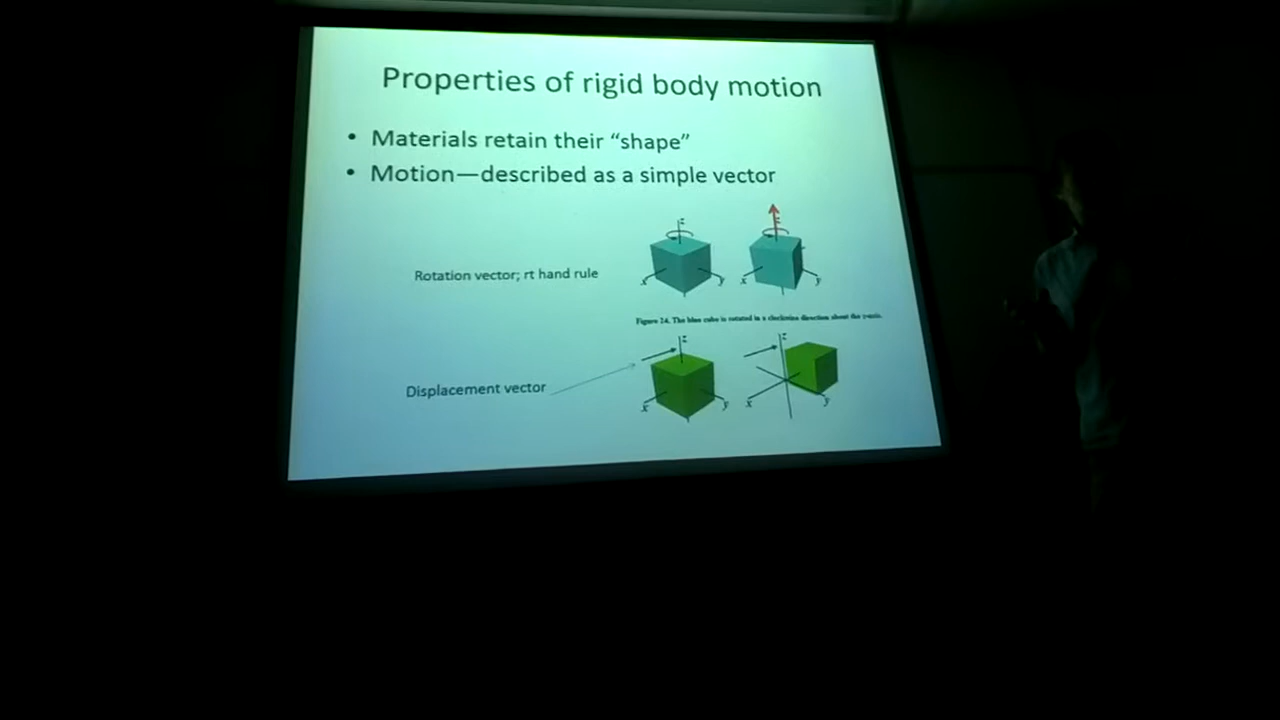 Properties of rigid body motion
• Materials retain their “shape”
• Motion—described as a simple vector
z
z
x
y
x
y
Rotation vector; rt hand rule
Figure 24. The blue cube is rotated in a clockwise direction about the z-axis.
z
z
x
y
x
y
Displacement vector